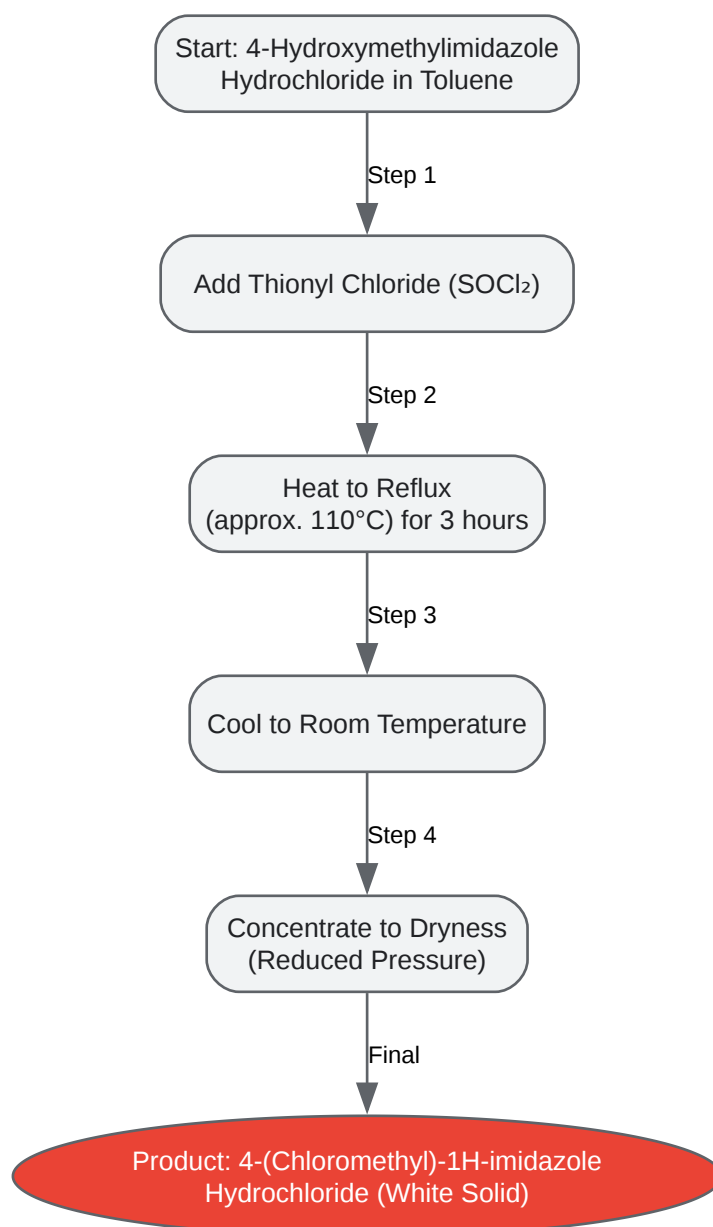 Start: 4-Hydroxymethylimidazole
Hydrochloride in Toluene
Step 1
Add Thionyl Chloride (SOCl₂)
Step 2
Heat to Reflux
(approx. 110°C) for 3 hours
Step 3
Cool to Room Temperature
Step 4
Concentrate to Dryness
(Reduced Pressure)
Final
Product: 4-(Chloromethyl)-1H-imidazole
Hydrochloride (White Solid)